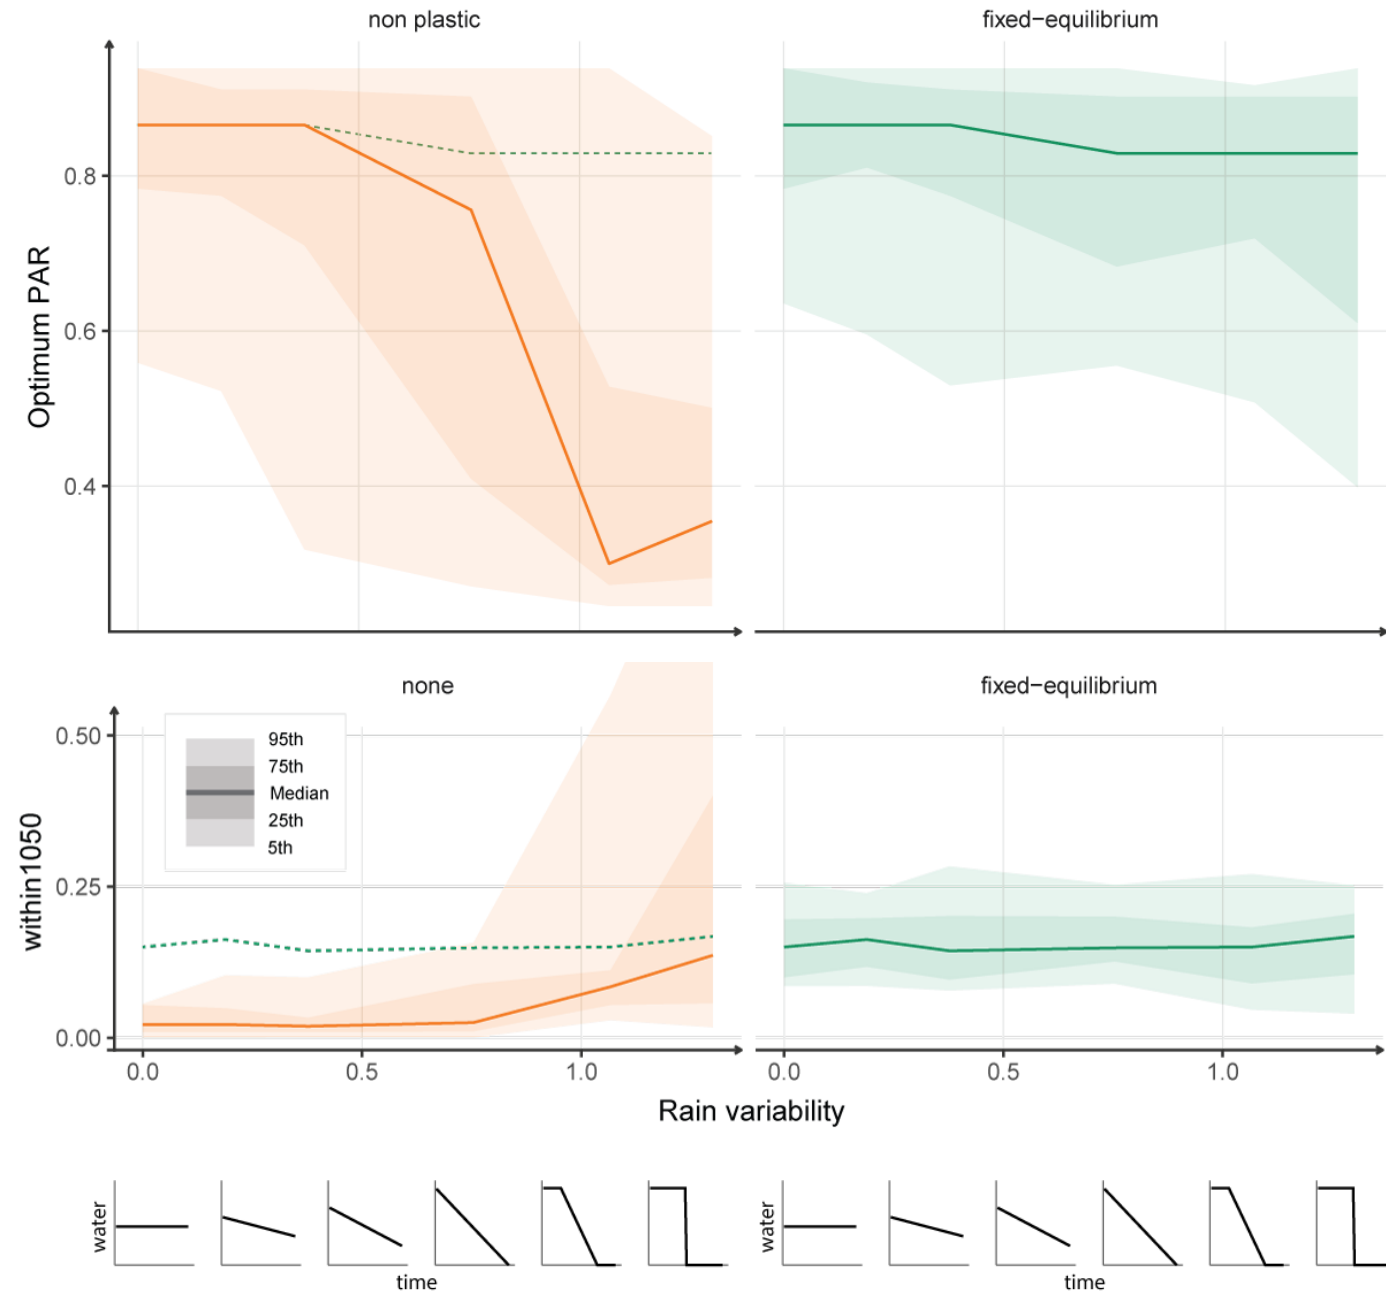 non plastic
fixed−equilibrium
Optimum PAR
0.8
0.6
0.4
none
fixed−equilibrium
within1050
0.50
0.25
0.00
95th
75th
Median
25th
5th
0.0
0.5
1.0
0.0
0.5
1.0
Rain variability
water
time
water
time